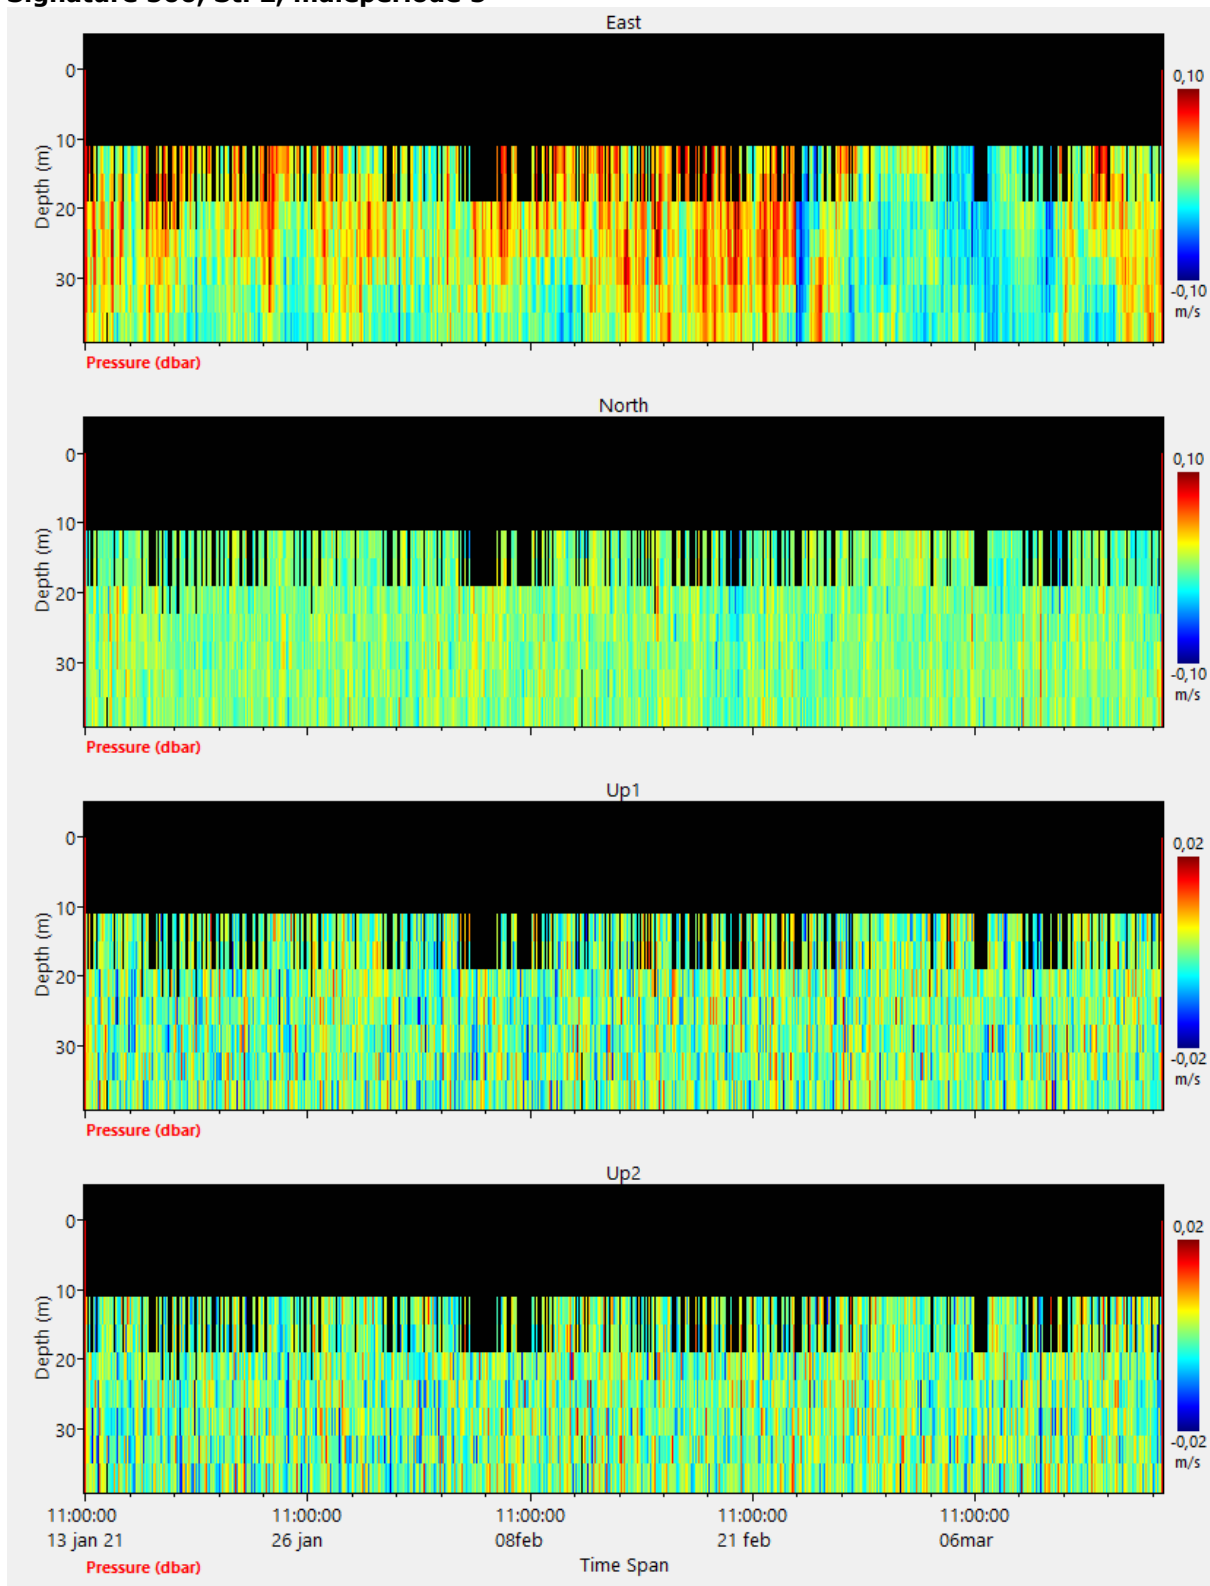 East
0,10
0
10
20
30
Depth (m)
-0,10
m/s
Pressure (dbar)
North
0,10
0
10
20
30
Depth (m)
-0,10
m/s
Pressure (dbar)
Up1
0,02
0
10
20
30
Depth (m)
-0,02
m/s
Pressure (dbar)
Up2
0,02
0
10
20
30
Depth (m)
-0,02
m/s
11:00:00 11:00:00 11:00:00 11:00:00 11:00:00
13 jan 21 26 jan 08feb 21 feb 06mar
Pressure (dbar) Time Span